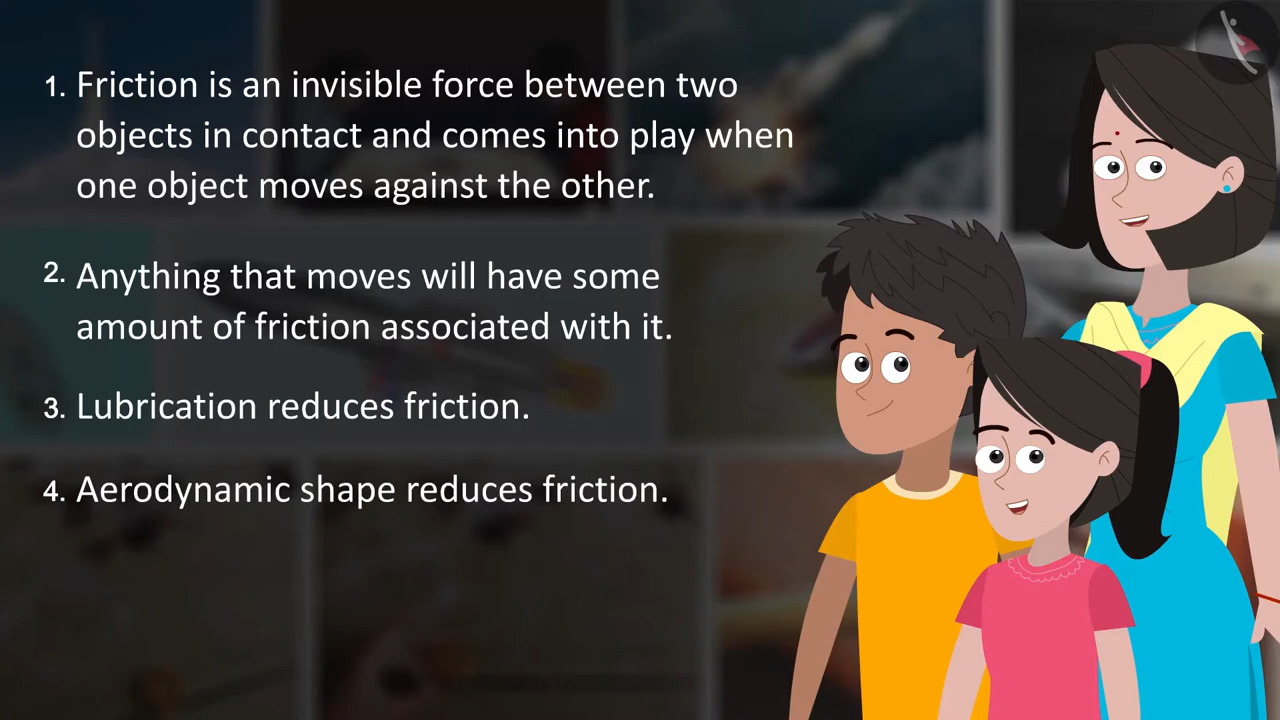 1. Friction is an invisible force between two
objects in contact and comes into play when
one object moves against the other.
2. Anything that moves will have some
amount of friction associated with it.
3. Lubrication reduces friction.
4. Aerodynamic shape reduces friction.